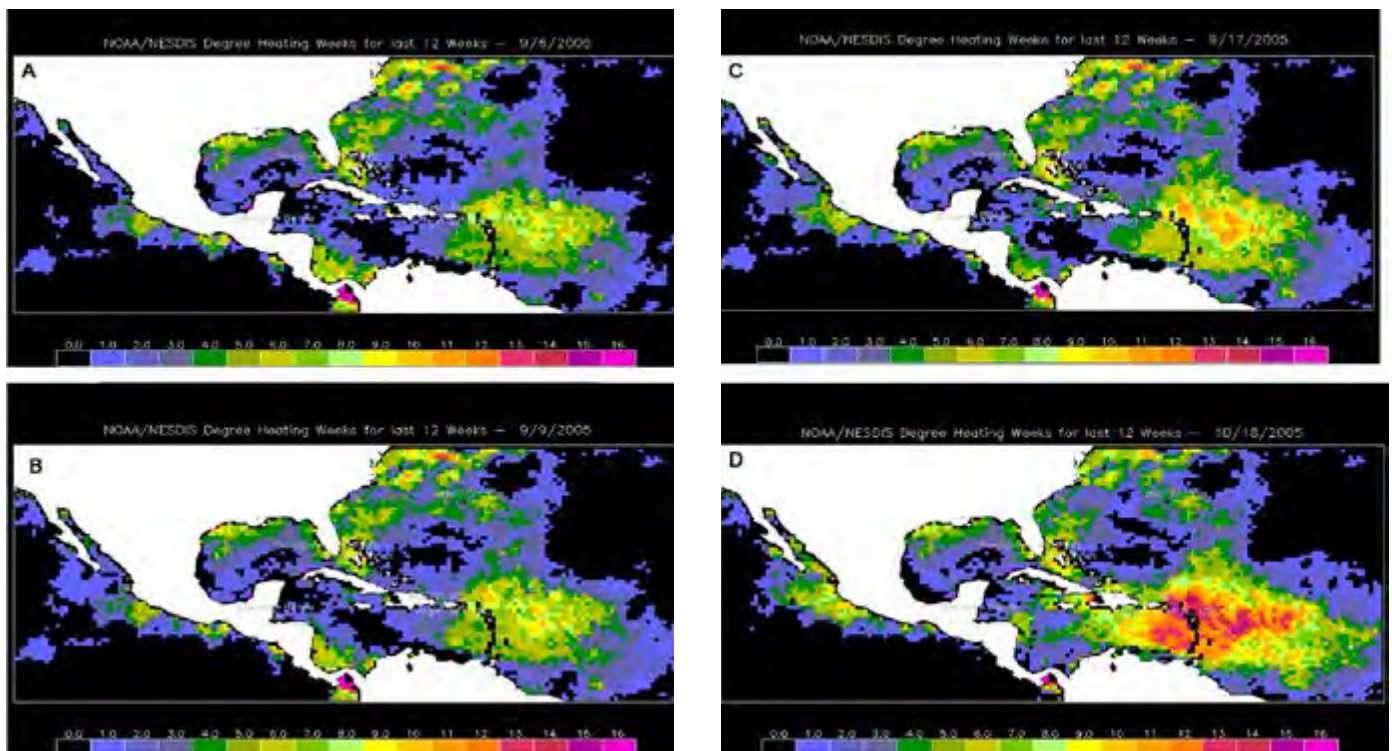 NOAA/NESDIS Degree Heating Weeks for last 12 Weeks – 9/6/2005
A
0.0 1.0 2.0 3.0 4.0 5.0 6.0 7.0 8.0 9.0 10. 11. 12. 13. 14. 15. 16.
NOAA/NESDIS Degree Heating Weeks for last 12 Weeks – 9/9/2005
B
0.0 1.0 2.0 3.0 4.0 5.0 6.0 7.0 8.0 9.0 10. 11. 12. 13. 14. 15. 16.
NOAA/NESDIS Degree Heating Weeks for last 12 Weeks – 9/17/2005
C
0.0 1.0 2.0 3.0 4.0 5.0 6.0 7.0 8.0 9.0 10. 11. 12. 13. 14. 15. 16.
NOAA/NESDIS Degree Heating Weeks for last 12 Weeks – 10/18/2005
D
0.0 1.0 2.0 3.0 4.0 5.0 6.0 7.0 8.0 9.0 10. 11. 12. 13. 14. 15. 16.